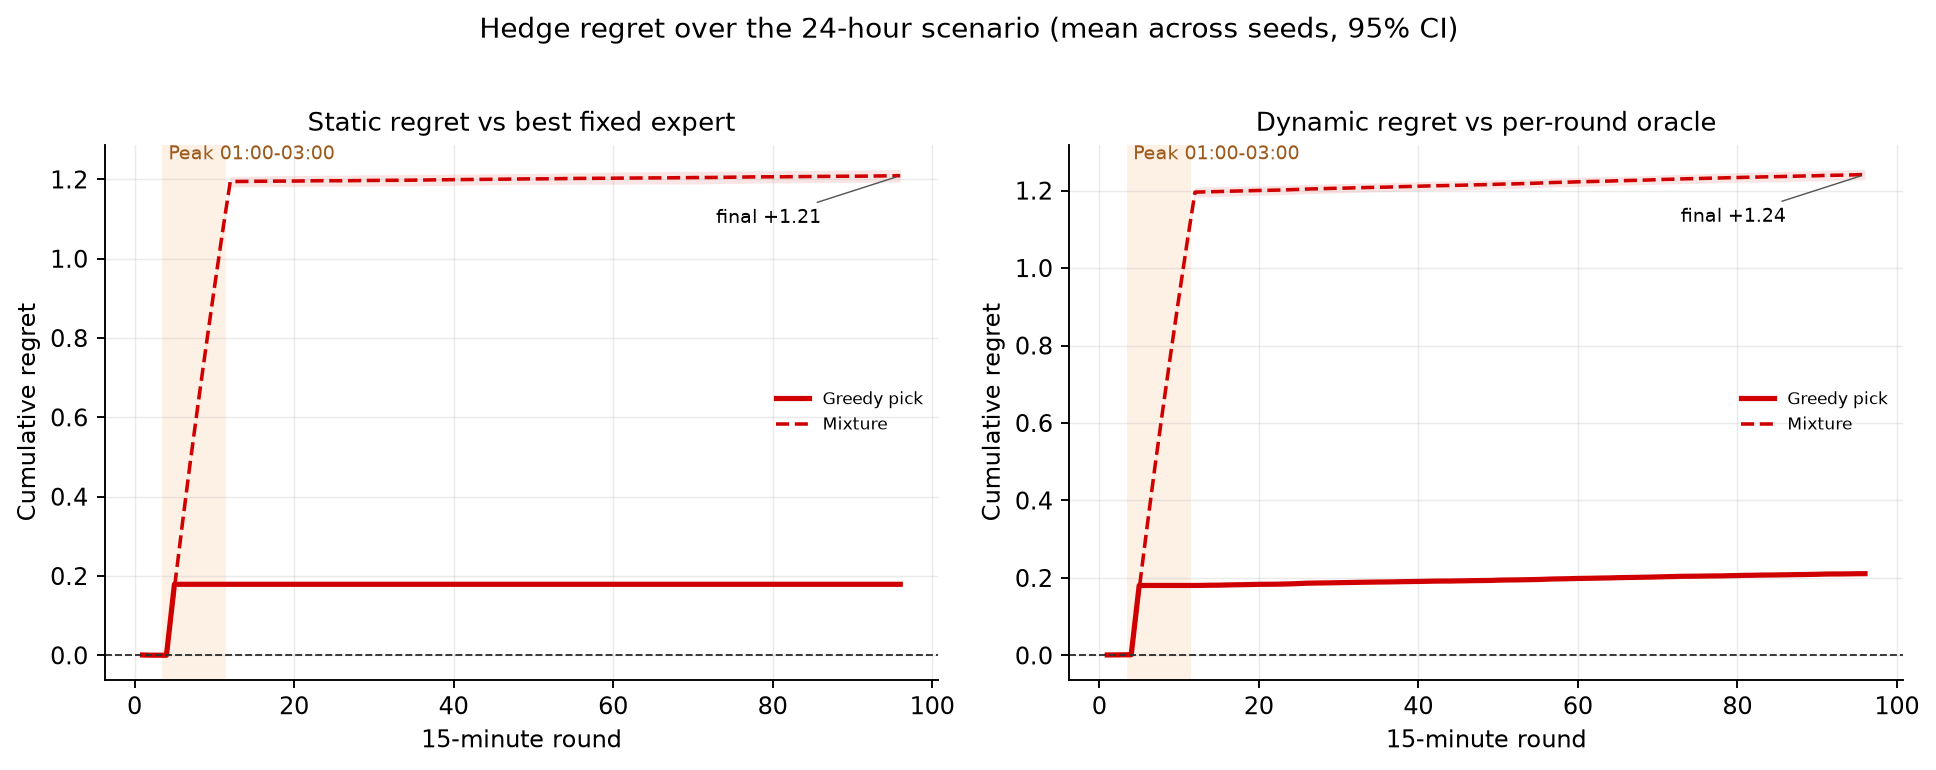 Hedge regret over the 24-hour scenario (mean across seeds, 95% CI)
Static regret vs best fixed expert
Peak 01:00-03:00
final +1.21
Greedy pick
Mixture
Cumulative regret
1.2
1.0
0.8
0.6
0.4
0.2
0.0
0 20 40 60 80 100
15-minute round
Dynamic regret vs per-round oracle
Peak 01:00-03:00
final +1.24
Greedy pick
Mixture
Cumulative regret
1.2
1.0
0.8
0.6
0.4
0.2
0.0
0 20 40 60 80 100
15-minute round